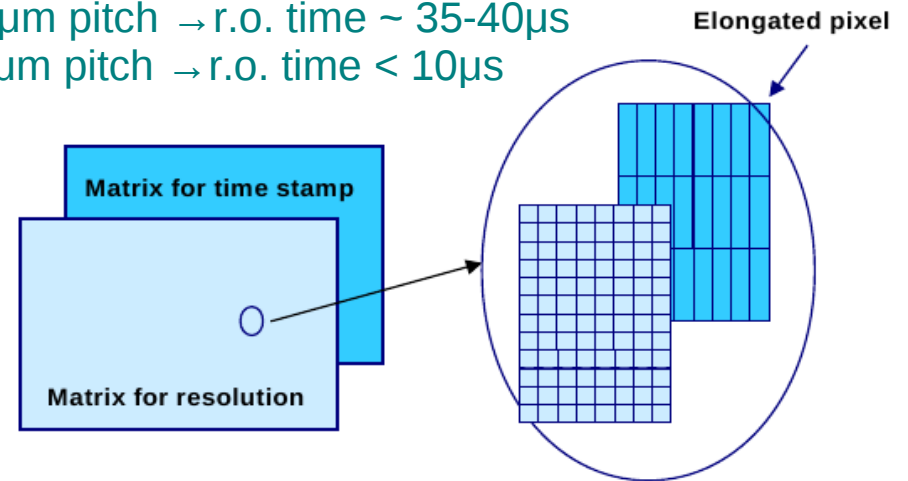 μm pitch →r.o. time ~ 35-40μs
μm pitch →r.o. time < 10μs
Elongated pixel
Matrix for time stamp
Matrix for resolution